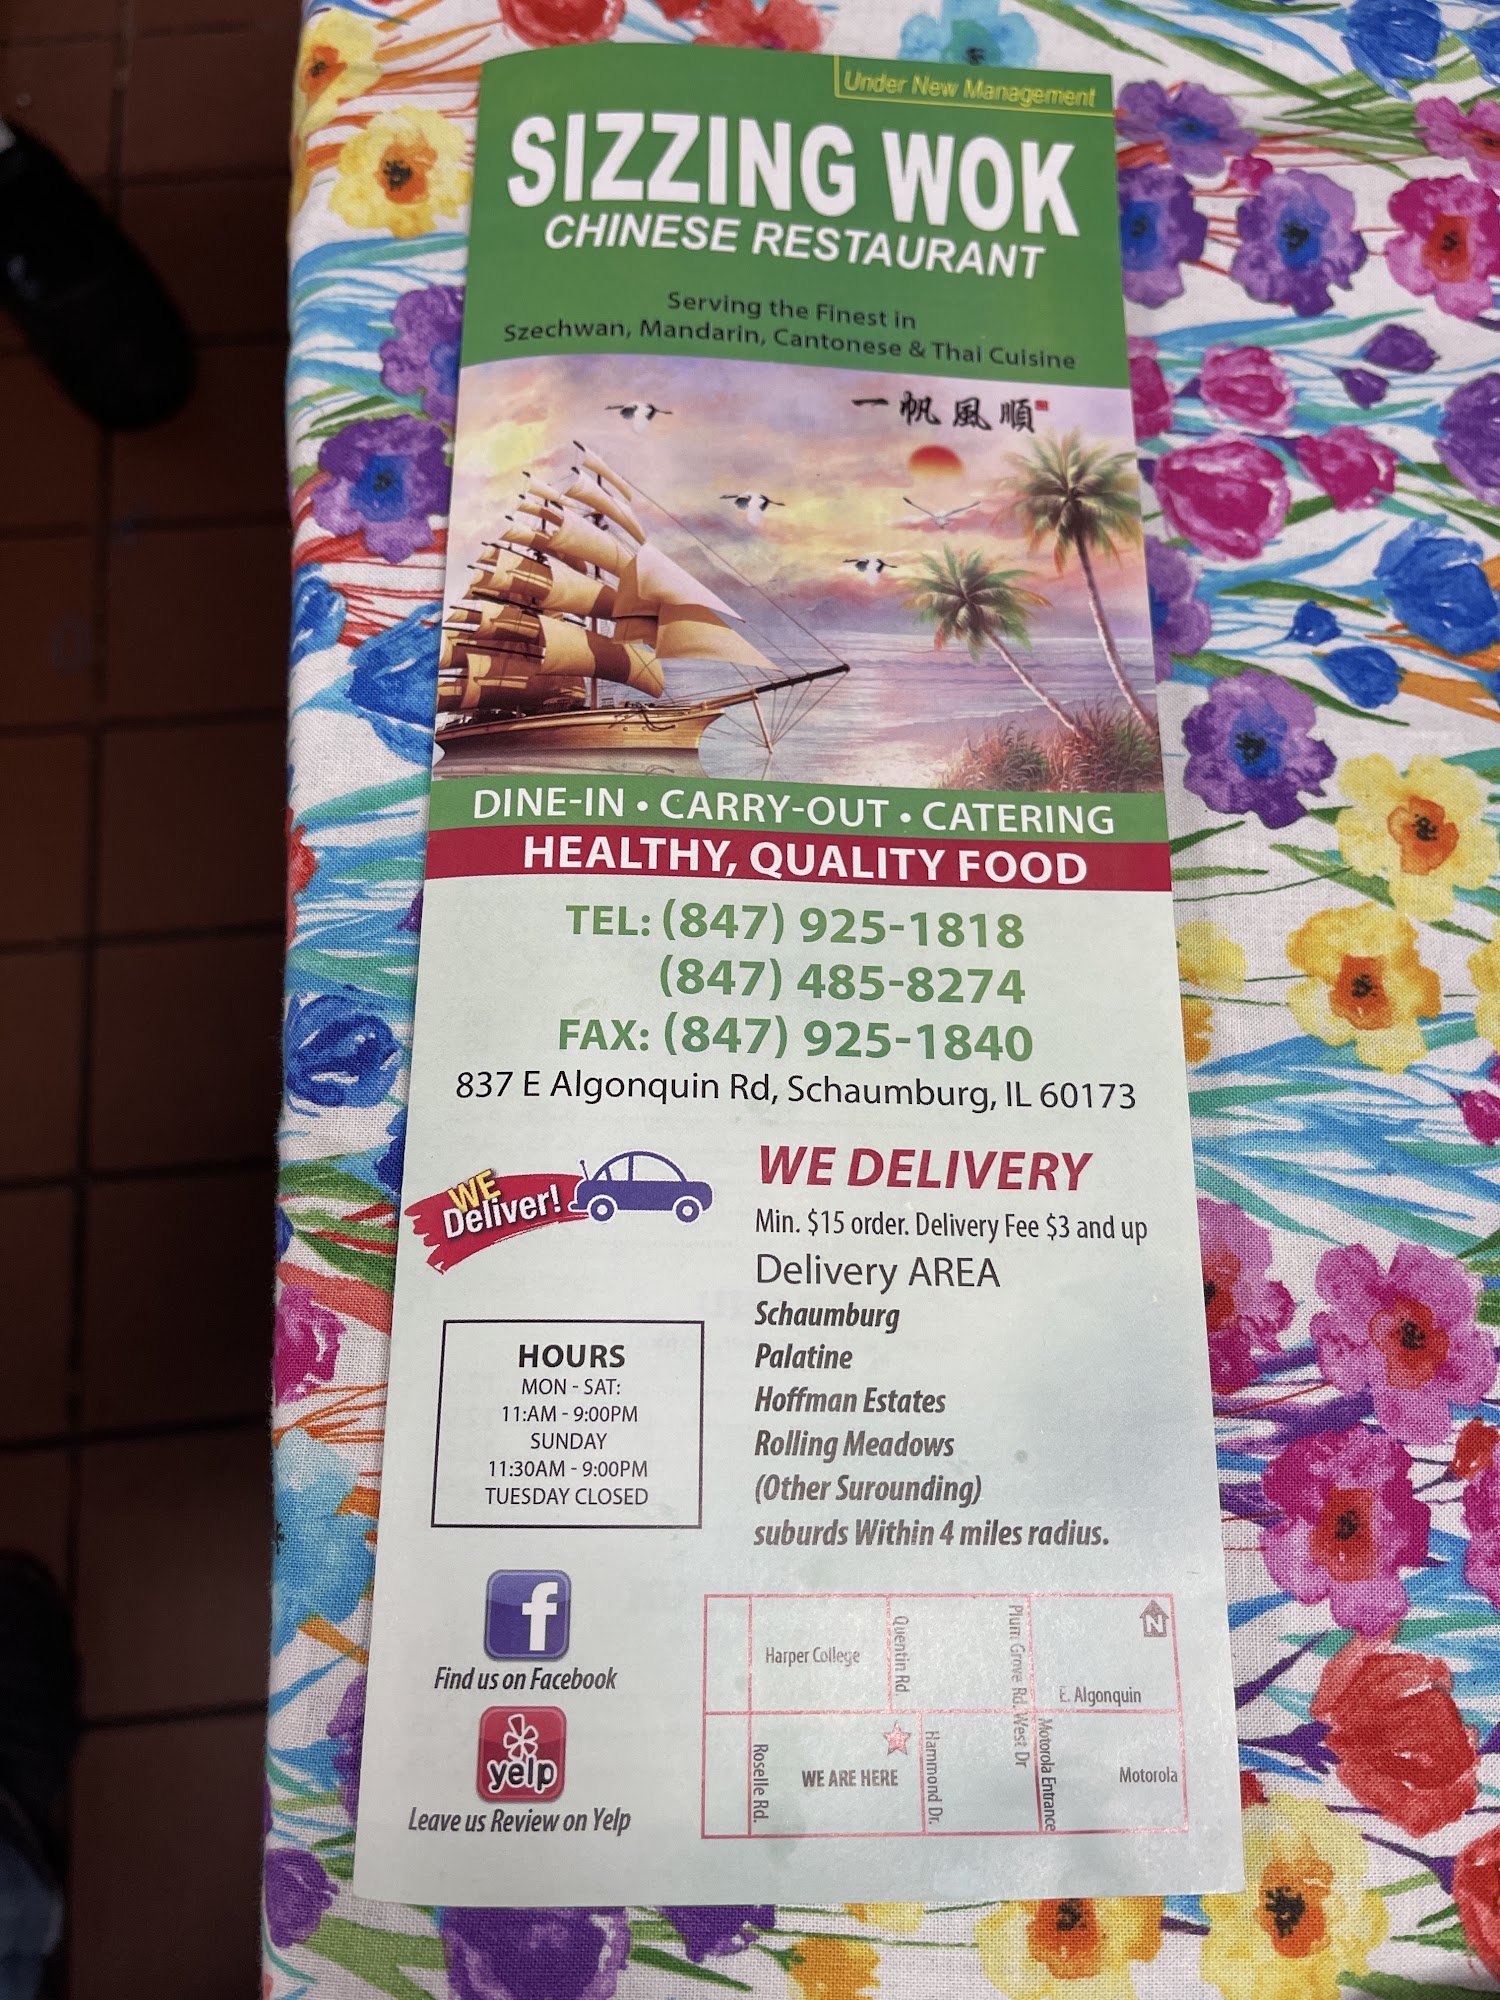 Under New Management
SIZZING WOK
CHINESE RESTAURANT
Serving the Finest in
Szechwan, Mandarin, Cantonese & Thai Cuisine
一帆風順
DINE-IN • CARRY-OUT • CATERING
HEALTHY, QUALITY FOOD
TEL: (847) 925-1818
(847) 485-8274
FAX: (847) 925-1840
837 E Algonquin Rd, Schaumburg, IL 60173
WE
Deliver!
WE DELIVERY
Min. $15 order. Delivery Fee $3 and up
Delivery AREA
Schaumburg
Palatine
Hoffman Estates
Rolling Meadows
(Other Surounding)
suburds Within 4 miles radius.
HOURS
MON - SAT:
11:AM - 9:00PM
SUNDAY
11:30AM - 9:00PM
TUESDAY CLOSED
f
Find us on Facebook
yelp
Leave us Review on Yelp
Harper College
Quentin Rd.
Plum Grove Rd.
N
E. Algonquin
Roselle Rd.
WE ARE HERE
Hammond Dr.
West Dr
Motorola Entrance
Motorola